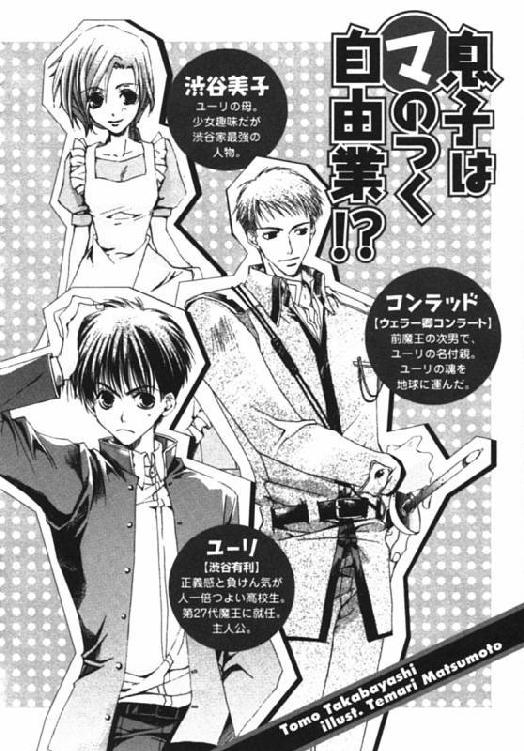 息子は
マのつく
自由業!?
渋谷美子
ユーリの母。
少女趣味だが
渋谷家最強の
人物。
コンラッド
【ウェラー卿コンラート】
前魔王の次男で、
ユーリの名付親。
ユーリの魂を
地球に運んだ。
ユーリ
【渋谷有利】
正義感と負けん気が
人一倍つよい高校生。
第27代魔王に就任。
主人公。
Tomo Takabayashi
illust. Temari Matsumoto